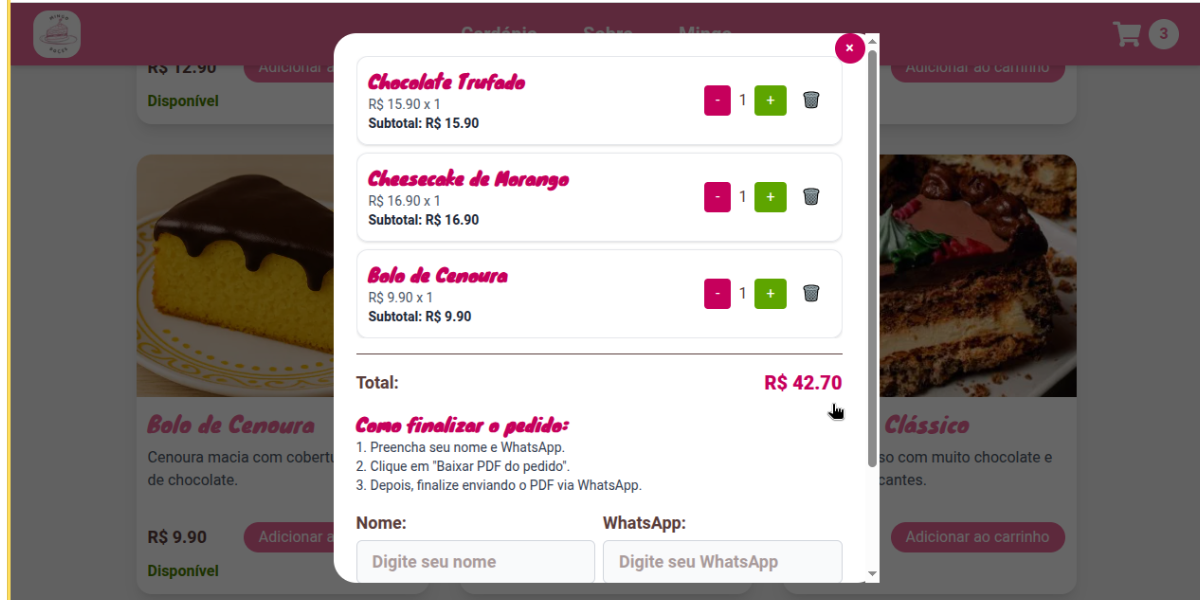 MINGA
DOCES
Cardápio Sobre Minga
3
×
R$ 12.90
Adicionar a
Adicionar ao carrinho
Disponível
Chocolate Trufado
R$ 15.90 x 1
Subtotal: R$ 15.90
- 1 +
Cheesecake de Morango
R$ 16.90 x 1
Subtotal: R$ 16.90
- 1 +
Bolo de Cenoura
R$ 9.90 x 1
Subtotal: R$ 9.90
- 1 +
Total:
R$ 42.70
Como finalizar o pedido:
1. Preencha seu nome e WhatsApp.
2. Clique em "Baixar PDF do pedido".
3. Depois, finalize enviando o PDF via WhatsApp.
Nome:
WhatsApp:
Digite seu nome
Digite seu WhatsApp
Bolo de Cenoura
Cenoura macia com cobertu
de chocolate.
R$ 9.90
Adicionar a
Disponível
Clássico
so com muito chocolate e
cantes.
Adicionar ao carrinho